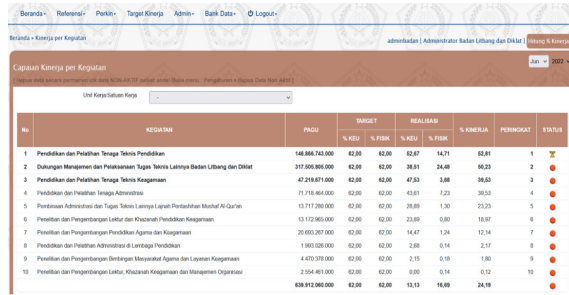 Beranda Referensi Perkin Target Kinerja Admin Bank Data Logout
Beranda » Kinerja per Kegiatan
adminbadan | Administrator Badan Litbang dan Diklat | Hitung % Kinerja
Capaian Kinerja per Kegiatan
Jun 2022
Unit Kerja/Satuan Kerja -
No KEGIATAN PAGU TARGET REALISASI % KINERJA PERINGKAT STATUS
% KEU % FISIK % KEU % FISIK
1 Pendidikan dan Pelatihan Tenaga Teknis Pendidikan 146.866.743.000 62,00 62,00 52,67 14,71 52,81 1
2 Dukungan Manajemen dan Pelaksanaan Tugas Teknis Lainnya Badan Litbang dan Diklat 317.505.805.000 62,00 62,00 38,51 24,48 50,23 2
3 Pendidikan dan Pelatihan Tenaga Teknis Keagamaan 47.219.671.000 62,00 62,00 47,53 3,68 39,53 3
4 Pendidikan dan Pelatihan Tenaga Administrasi 71.718.464.000 62,00 62,00 43,61 7,23 39,53 4
5 Pembinaan Administrasi dan Tugas Teknis Lainnya Lajnah Pentashihan Mushaf Al-Qur'an 13.717.280.000 62,00 62,00 28,89 1,30 23,23 5
6 Penelitian dan Pengembangan Lektur dan Khazanah Pendidikan Keagamaan 13.172.965.000 62,00 62,00 23,89 0,80 18,97 6
7 Penelitian dan Pengembangan Pendidikan Agama dan Keagamaan 20.693.267.000 62,00 62,00 14,47 1,24 12,14 7
8 Pendidikan dan Pelatihan Administrasi di Lembaga Pendidikan 1.993.026.000 62,00 62,00 2,68 0,14 2,17 8
9 Penelitian dan Pengembangan Bimbingan Masyarakat Agama dan Layanan Keagamaan 4.470.378.000 62,00 62,00 2,15 0,18 1,80 9
10 Penelitian dan Pengembangan Lektur, Khazanah Keagamaan dan Manajemen Organisasi 2.554.461.000 62,00 62,00 0,00 0,14 0,12 10
639.912.060.000 62,00 62,00 13,13 16,69 24,19